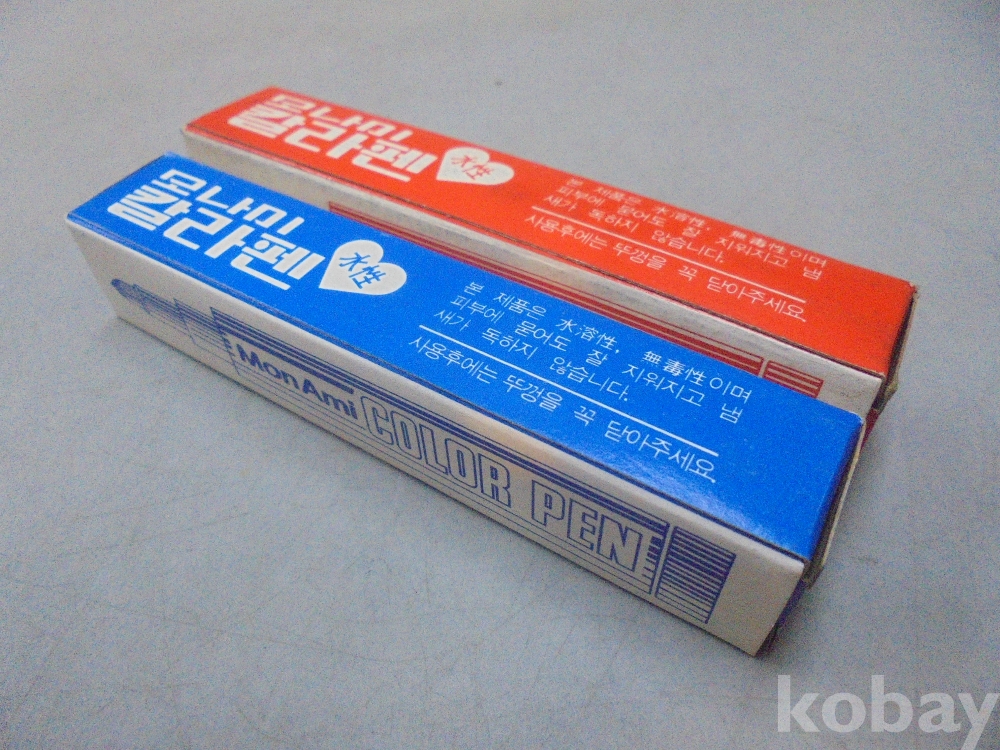 모나미
칼라펜
水性
본 제품은 水溶性, 無毒性이며
피부에 묻어도 잘 지워지고 냄
새가 독하지 않습니다.
사용후에는 뚜껑을 꼭 닫아주세요.
모나미
칼라펜
水性
본 제품은 水溶性, 無毒性이며
피부에 묻어도 잘 지워지고 냄
새가 독하지 않습니다.
사용후에는 뚜껑을 꼭 닫아주세요.
MonAmi COLOR PEN
kobay